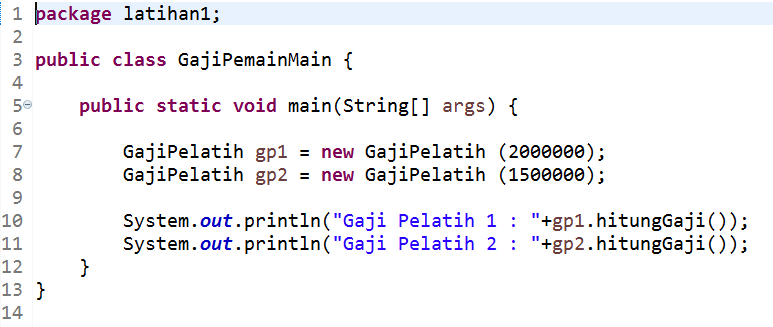 1 package latihan1;
2
3 public class GajiPemainMain {
4
5 public static void main(String[] args) {
6
7 GajiPelatih gp1 = new GajiPelatih (2000000);
8 GajiPelatih gp2 = new GajiPelatih (1500000);
9
10 System.out.println("Gaji Pelatih 1 : "+gp1.hitungGaji());
11 System.out.println("Gaji Pelatih 2 : "+gp2.hitungGaji());
12 }
13 }
14